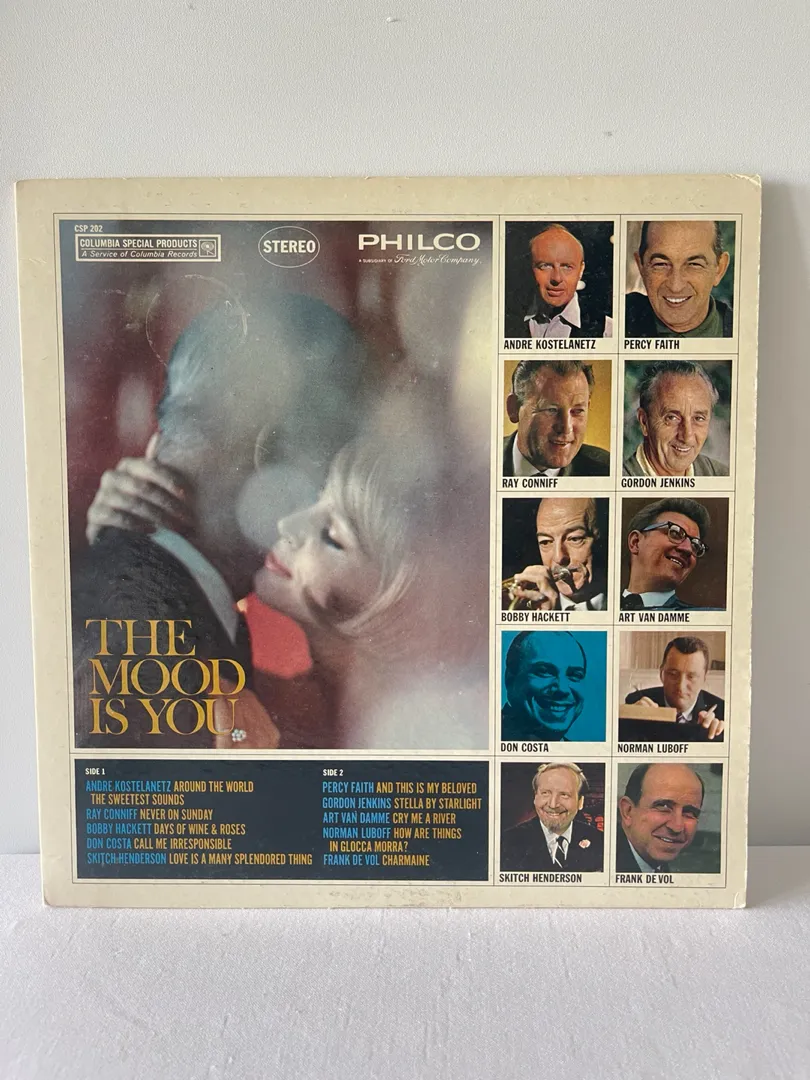 CSP 202
COLUMBIA SPECIAL PRODUCTS
A Service of Columbia Records
STEREO
PHILCO
A SUBSIDIARY OF Ford Motor Company.
THE
MOOD
IS YOU
ANDRE KOSTELANETZ
PERCY FAITH
RAY CONNIFF
GORDON JENKINS
BOBBY HACKETT
ART VAN DAMME
DON COSTA
NORMAN LUBOFF
SKITCH HENDERSON
FRANK DE VOL
SIDE 1
ANDRE KOSTELANETZ AROUND THE WORLD
THE SWEETEST SOUNDS
RAY CONNIFF NEVER ON SUNDAY
BOBBY HACKETT DAYS OF WINE & ROSES
DON COSTA CALL ME IRRESPONSIBLE
SKITCH HENDERSON LOVE IS A MANY SPLENDORED THING
SIDE 2
PERCY FAITH AND THIS IS MY BELOVED
GORDON JENKINS STELLA BY STARLIGHT
ART VAN DAMME CRY ME A RIVER
NORMAN LUBOFF HOW ARE THINGS
IN GLOCCA MORRA?
FRANK DE VOL CHARMAINE